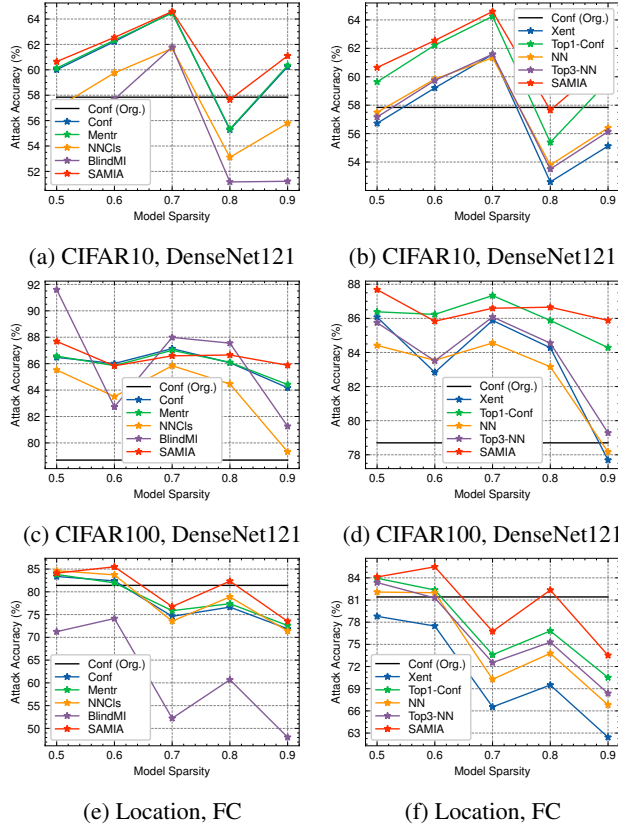 64
62
60
58
56
54
52
Attack Accuracy (%)
Conf (Org.)
Conf
Mentr
NNCls
BlindMI
SAMIA
0.5 0.6 0.7 0.8 0.9
Model Sparsity
(a) CIFAR10, DenseNet121
64
62
60
58
56
54
Attack Accuracy (%)
Conf (Org.)
Xent
Top1-Conf
NN
Top3-NN
SAMIA
0.5 0.6 0.7 0.8 0.9
Model Sparsity
(b) CIFAR10, DenseNet121
92
90
88
86
84
82
80
Attack Accuracy (%)
Conf (Org.)
Conf
Mentr
NNCls
BlindMI
SAMIA
0.5 0.6 0.7 0.8 0.9
Model Sparsity
(c) CIFAR100, DenseNet121
88
86
84
82
80
78
Attack Accuracy (%)
Conf (Org.)
Xent
Top1-Conf
NN
Top3-NN
SAMIA
0.5 0.6 0.7 0.8 0.9
Model Sparsity
(d) CIFAR100, DenseNet121
85
80
75
70
65
60
55
50
Attack Accuracy (%)
Conf (Org.)
Conf
Mentr
NNCls
BlindMI
SAMIA
0.5 0.6 0.7 0.8 0.9
Model Sparsity
(e) Location, FC
84
81
78
75
72
69
66
63
Attack Accuracy (%)
Conf (Org.)
Xent
Top1-Conf
NN
Top3-NN
SAMIA
0.5 0.6 0.7 0.8 0.9
Model Sparsity
(f) Location, FC